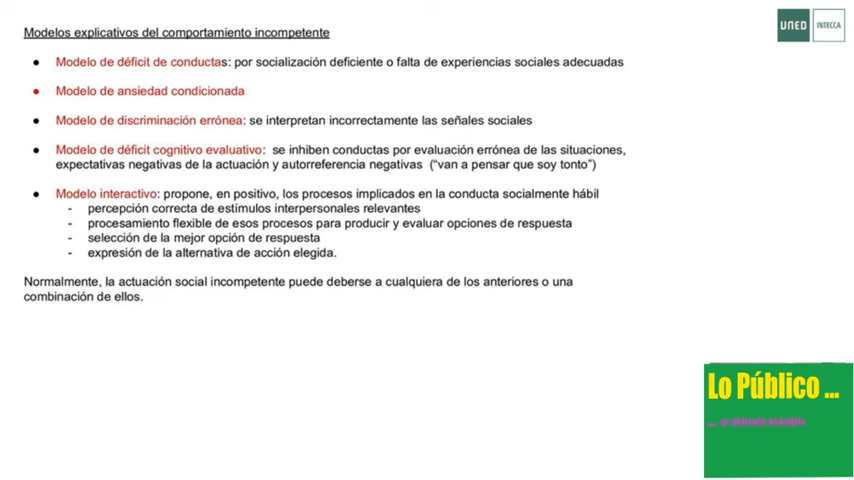 Modelos explicativos del comportamiento incompetente
UNED
INTECCA
● Modelo de déficit de conductas: por socialización deficiente o falta de experiencias sociales adecuadas
● Modelo de ansiedad condicionada
● Modelo de discriminación errónea: se interpretan incorrectamente las señales sociales
● Modelo de déficit cognitivo evaluativo: se inhiben conductas por evaluación errónea de las situaciones,
expectativas negativas de la actuación y autorreferencia negativas ("van a pensar que soy tonto")
● Modelo interactivo: propone, en positivo, los procesos implicados en la conducta socialmente hábil
- percepción correcta de estímulos interpersonales relevantes
- procesamiento flexible de esos procesos para producir y evaluar opciones de respuesta
- selección de la mejor opción de respuesta
- expresión de la alternativa de acción elegida.
Normalmente, la actuación social incompetente puede deberse a cualquiera de los anteriores o una
combinación de ellos.
Lo Público ...